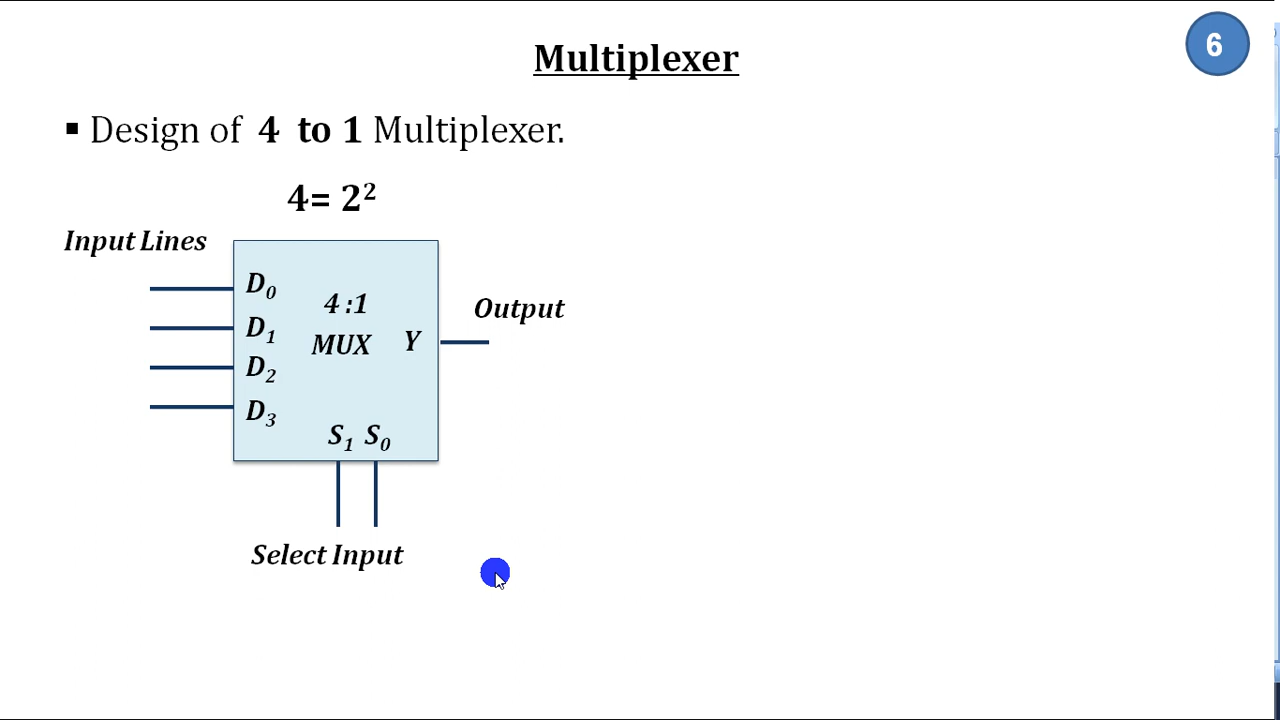 Multiplexer
6
▪ Design of 4 to 1 Multiplexer.
4= 2²
Input Lines
D₀
4 :1
Output
D₁
MUX
Y
D₂
D₃
S₁ S₀
Select Input